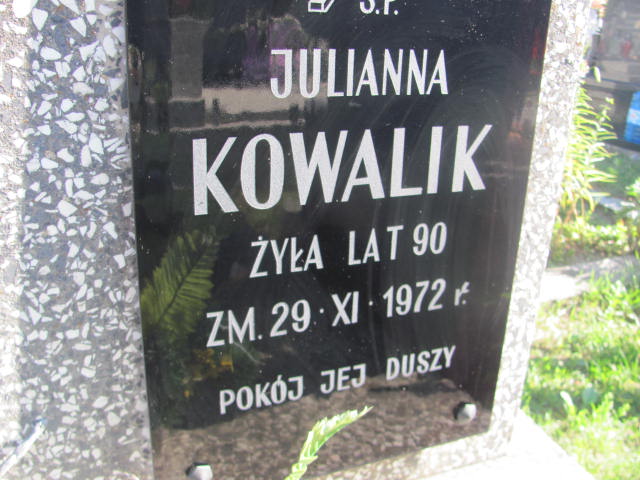 Ś.P.
JULIANNA
KOWALIK
ŻYŁA LAT 90
ZM. 29·XI·1972 r.
POKÓJ JEJ DUSZY